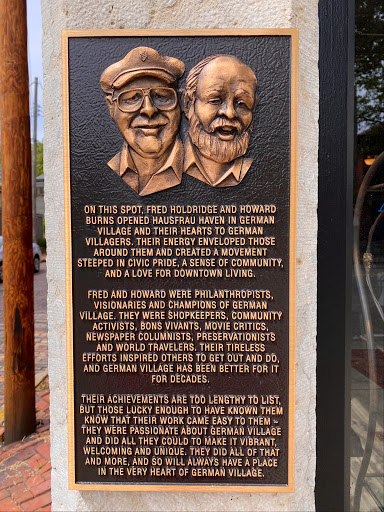 ON THIS SPOT, FRED HOLDRIDGE AND HOWARD
BURNS OPENED HAUSFRAU HAVEN IN GERMAN
VILLAGE AND THEIR HEARTS TO GERMAN
VILLAGERS. THEIR ENERGY ENVELOPED THOSE
AROUND THEM AND CREATED A MOVEMENT
STEEPED IN CIVIC PRIDE, A SENSE OF COMMUNITY,
AND A LOVE FOR DOWNTOWN LIVING.
FRED AND HOWARD WERE PHILANTHROPISTS,
VISIONARIES AND CHAMPIONS OF GERMAN
VILLAGE. THEY WERE SHOPKEEPERS, COMMUNITY
ACTIVISTS, BONS VIVANTS, MOVIE CRITICS,
NEWSPAPER COLUMNISTS, PRESERVATIONISTS
AND WORLD TRAVELERS. THEIR TIRELESS
EFFORTS INSPIRED OTHERS TO GET OUT AND DO,
AND GERMAN VILLAGE HAS BEEN BETTER FOR IT
FOR DECADES.
THEIR ACHIEVEMENTS ARE TOO LENGTHY TO LIST,
BUT THOSE LUCKY ENOUGH TO HAVE KNOWN THEM
KNOW THAT THEIR WORK CAME EASY TO THEM -
THEY WERE PASSIONATE ABOUT GERMAN VILLAGE
AND DID ALL THEY COULD TO MAKE IT VIBRANT,
WELCOMING AND UNIQUE. THEY DID ALL OF THAT
AND MORE, AND SO WILL ALWAYS HAVE A PLACE
IN THE VERY HEART OF GERMAN VILLAGE.